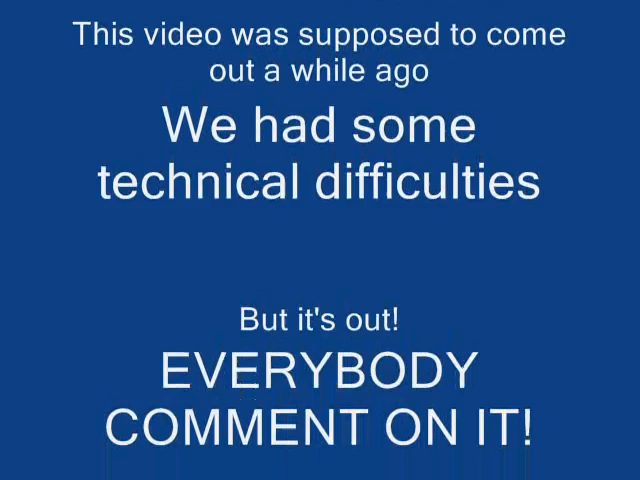 This video was supposed to come
out a while ago
We had some
technical difficulties
But it's out!
EVERYBODY
COMMENT ON IT!